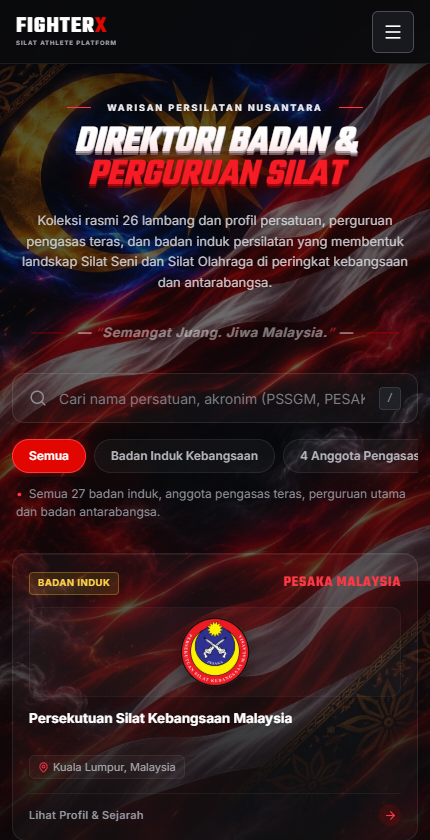 FIGHTERX
SILAT ATHLETE PLATFORM
WARISAN PERSILATAN NUSANTARA
DIREKTORI BADAN &
PERGURUAN SILAT
Koleksi rasmi 26 lambang dan profil persatuan, perguruan
pengasas teras, dan badan induk persilatan yang membentuk
landskap Silat Seni dan Silat Olahraga di peringkat kebangsaan
dan antarabangsa.
— "Semangat Juang. Jiwa Malaysia." —
Cari nama persatuan, akronim (PSSGM, PESAK
/
Semua
Badan Induk Kebangsaan
4 Anggota Pengasas
• Semua 27 badan induk, anggota pengasas teras, perguruan utama
dan badan antarabangsa.
BADAN INDUK
PESAKA MALAYSIA
Persekutuan Silat Kebangsaan Malaysia
Kuala Lumpur, Malaysia
Lihat Profil & Sejarah